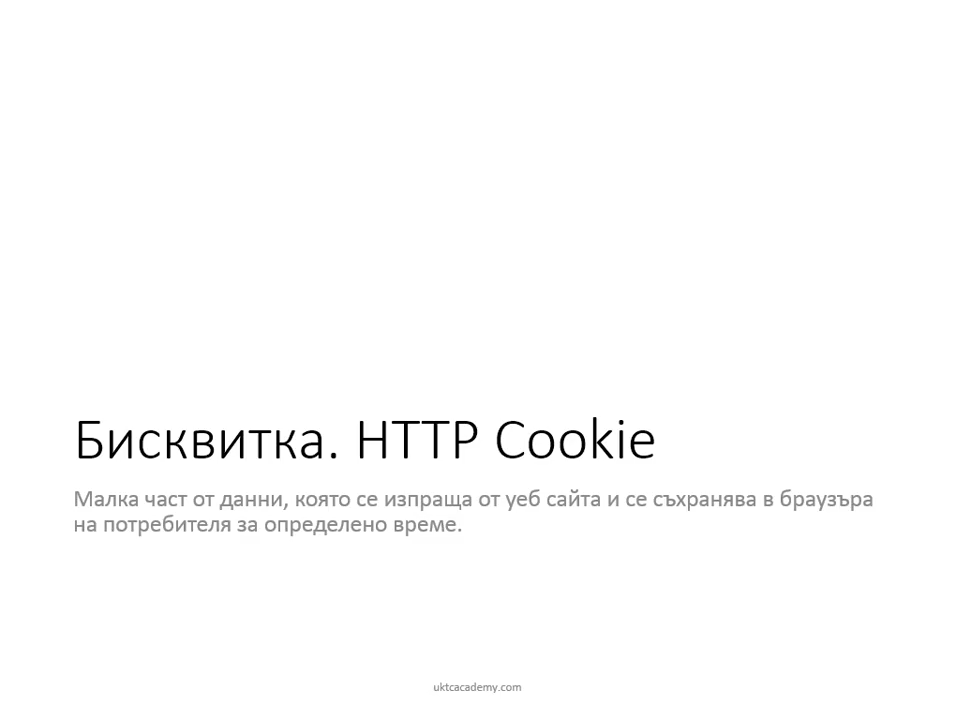 Бисквитка. HTTP Cookie
Малка част от данни, която се изпраща от уеб сайта и се съхранява в браузъра
на потребителя за определено време.
uktcacademy.com